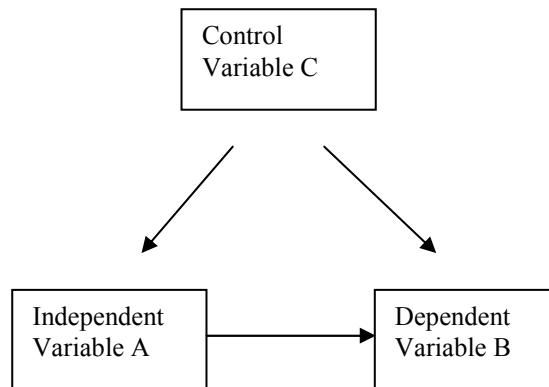 Control
Variable C
Independent
Variable A
Dependent
Variable B